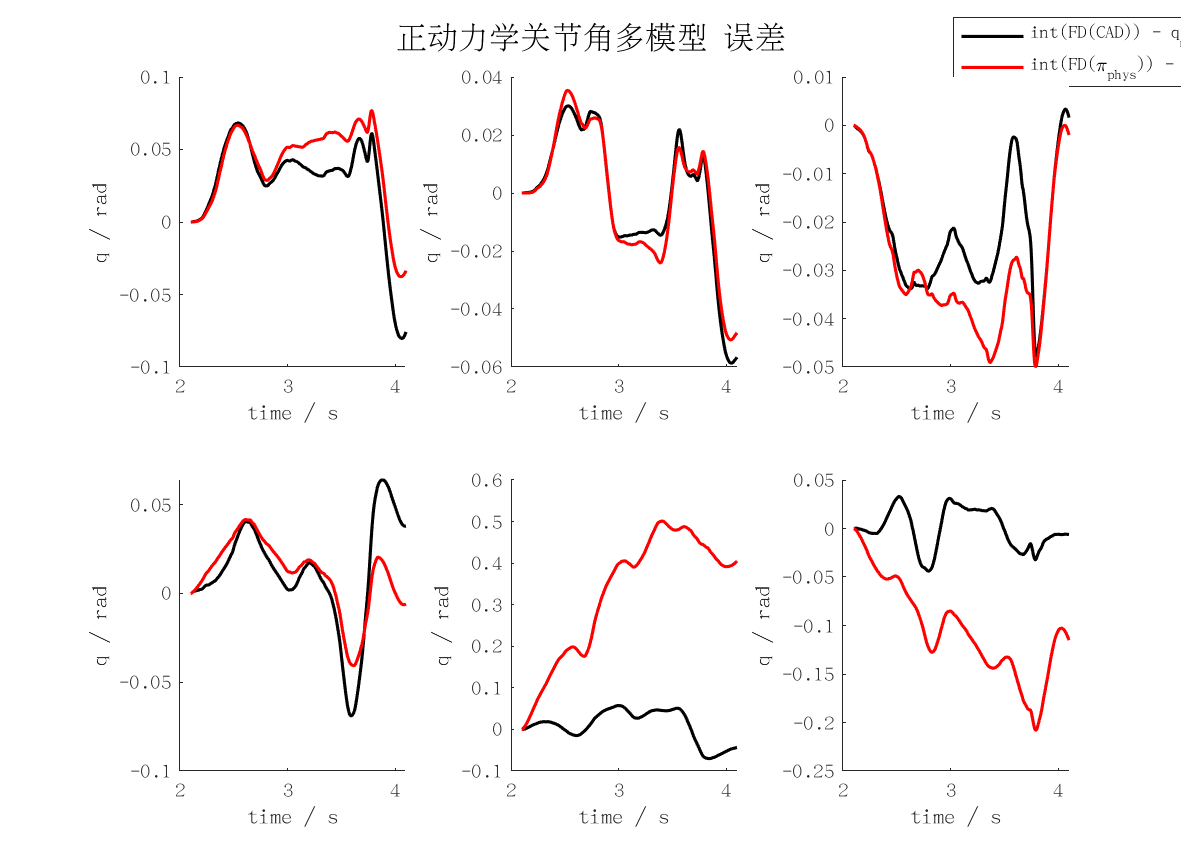 正动力学关节角多模型 误差
int(FD(CAD)) - q
int(FD(π_phys)) -
0.1
0.05
0
-0.05
-0.1
q / rad
2 3 4
time / s
0.04
0.02
0
-0.02
-0.04
-0.06
q / rad
2 3 4
time / s
0.01
0
-0.01
-0.02
-0.03
-0.04
-0.05
q / rad
2 3 4
time / s
0.05
0
-0.05
-0.1
q / rad
2 3 4
time / s
0.6
0.5
0.4
0.3
0.2
0.1
0
-0.1
q / rad
2 3 4
time / s
0.05
0
-0.05
-0.1
-0.15
-0.2
-0.25
q / rad
2 3 4
time / s